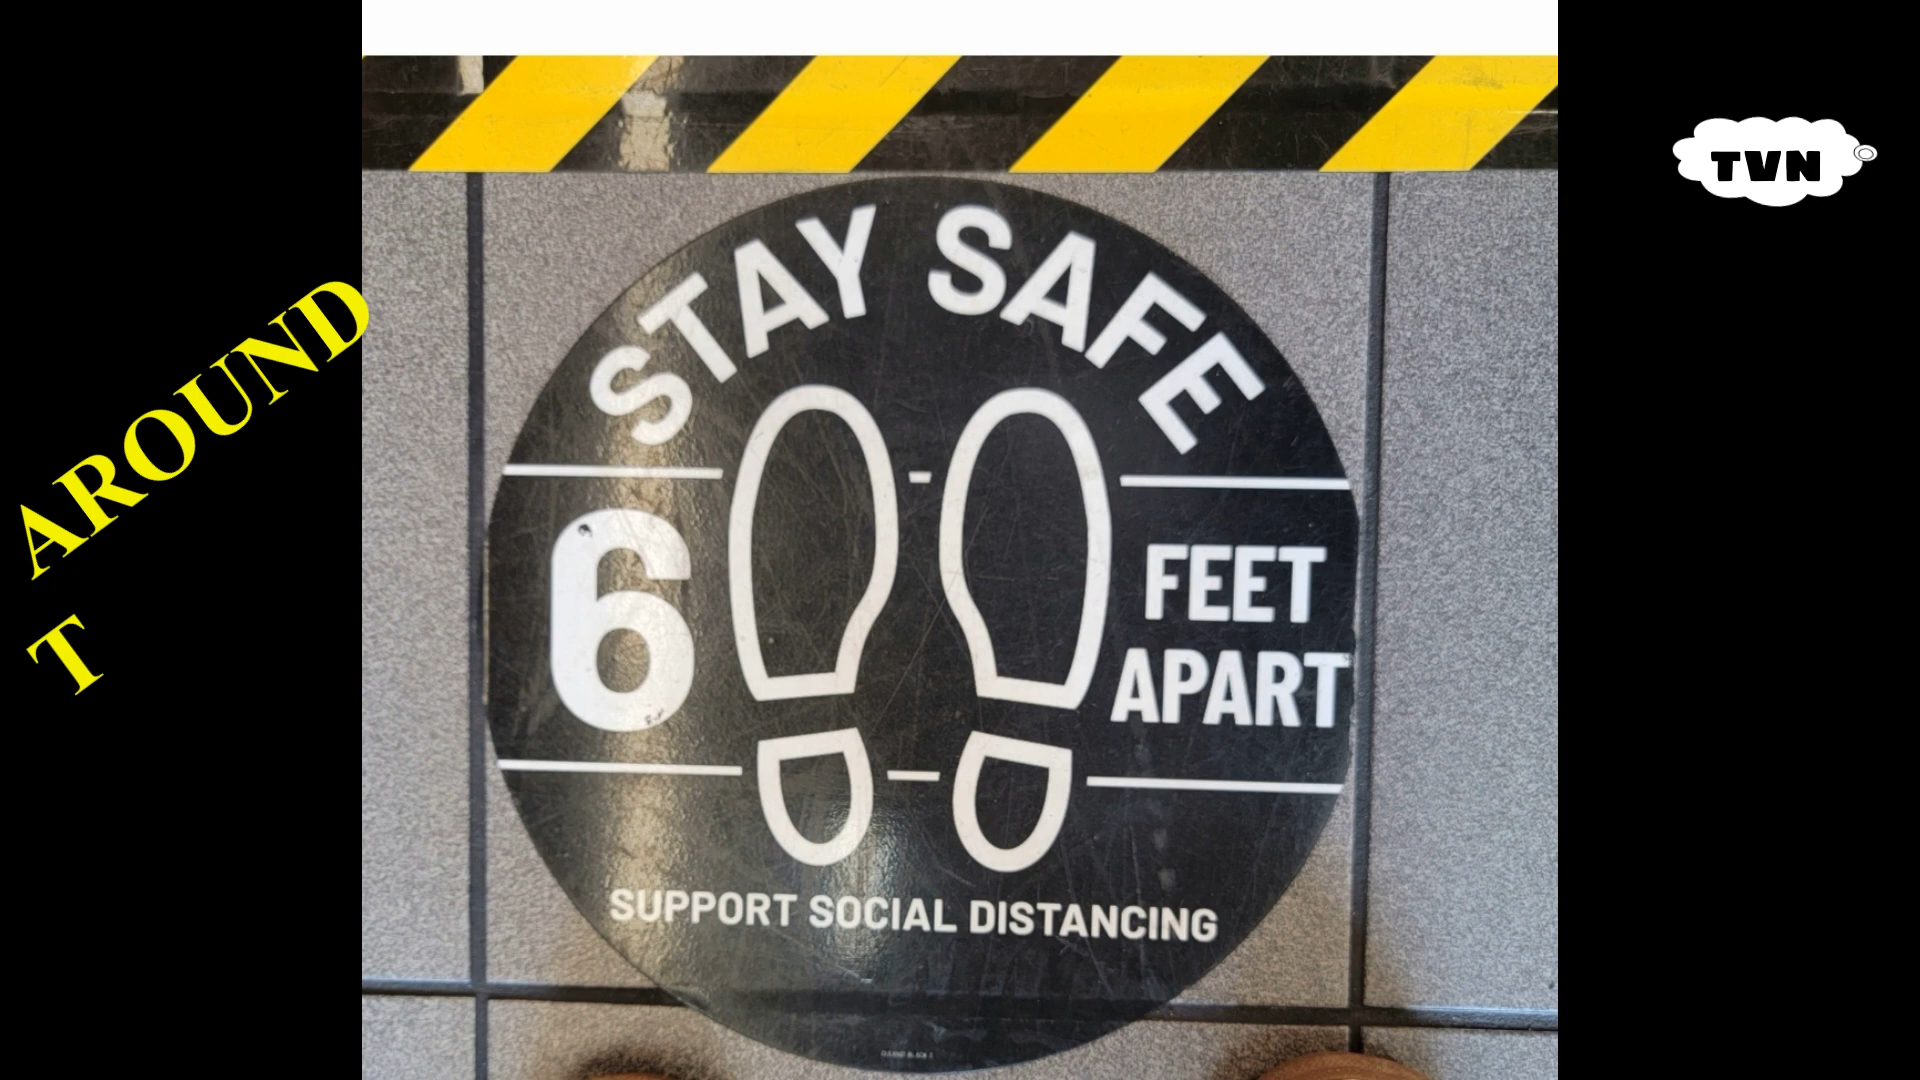 AROUND
T
TVN
STAY SAFE
6
FEET
APART
SUPPORT SOCIAL DISTANCING